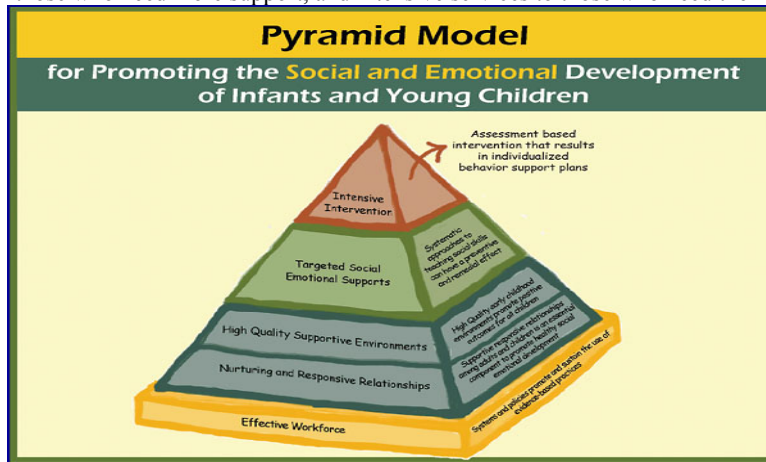 Pyramid Model
for Promoting the Social and Emotional Development
of Infants and Young Children
Assessment based
intervention that results
in individualized
behavior support plans
Intensive
Intervention
Systematic
approaches to
teaching social skills
can have a preventive
and remedial effect
Targeted Social
Emotional Supports
High Quality early childhood
environments promote positive
outcomes for all children
High Quality Supportive Environments
Supportive responsive relationships
among adults and children is an essential
component to promote healthy social
emotional development
Nurturing and Responsive Relationships
Systems and policies promote and sustain the use of
evidence-based practices
Effective Workforce